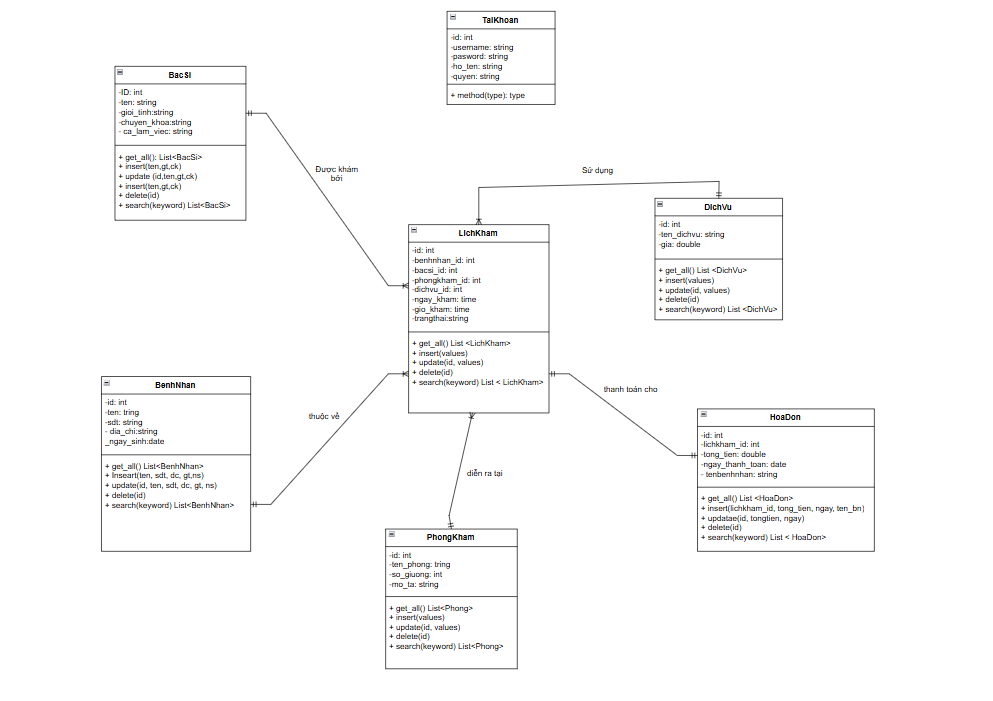 TaiKhoan
-id: int
-username: string
-pasword: string
-ho_ten: string
-quyen: string
+ method(type): type
BacSi
-ID: int
-ten: string
-gioi_tinh:string
-chuyen_khoa:string
- ca_lam_viec: string
+ get_all(): List<BacSi>
+ insert(ten,gt,ck)
+ update (id,ten,gt,ck)
+ insert(ten,gt,ck)
+ delete(id)
+ search(keyword) List<BacSi>
Được khám
bởi
Sử dụng
DichVu
-id: int
-ten_dichvu: string
-gia: double
+ get_all() List <DichVu>
+ insert(values)
+ update(id, values)
+ delete(id)
+ search(keyword) List <DichVu>
LichKham
-id: int
-benhnhan_id: int
-bacsi_id: int
-phongkham_id: int
-dichvu_id: int
-ngay_kham: time
-gio_kham: time
-trangthai:string
+ get_all() List <LichKham>
+ insert(values)
+ update(id, values)
+ delete(id)
+ search(keyword) List < LichKham>
BenhNhan
-id: int
-ten: tring
-sdt: string
- dia_chi:string
_ngay_sinh:date
+ get_all() List<BenhNhan>
+ Inseart(ten, sdt, dc, gt,ns)
+ update(id, ten, sdt, dc, gt, ns)
+ delete(id)
+ search(keyword) List<BenhNhan>
thuộc về
thanh toán cho
diễn ra tại
HoaDon
-id: int
-lichkham_id: int
-tong_tien: double
-ngay_thanh_toan: date
- tenbenhnhan: string
+ get_all() List <HoaDon>
+ insert(lichkham_id, tong_tien, ngay, ten_bn)
+ updatae(id, tongtien, ngay)
+ delete(id)
+ search(keyword) List < HoaDon>
PhongKham
-id: int
-ten_phong: tring
-so_giuong: int
-mo_ta: string
+ get_all() List<Phong>
+ insert(values)
+ update(id, values)
+ delete(id)
+ search(keyword) List<Phong>